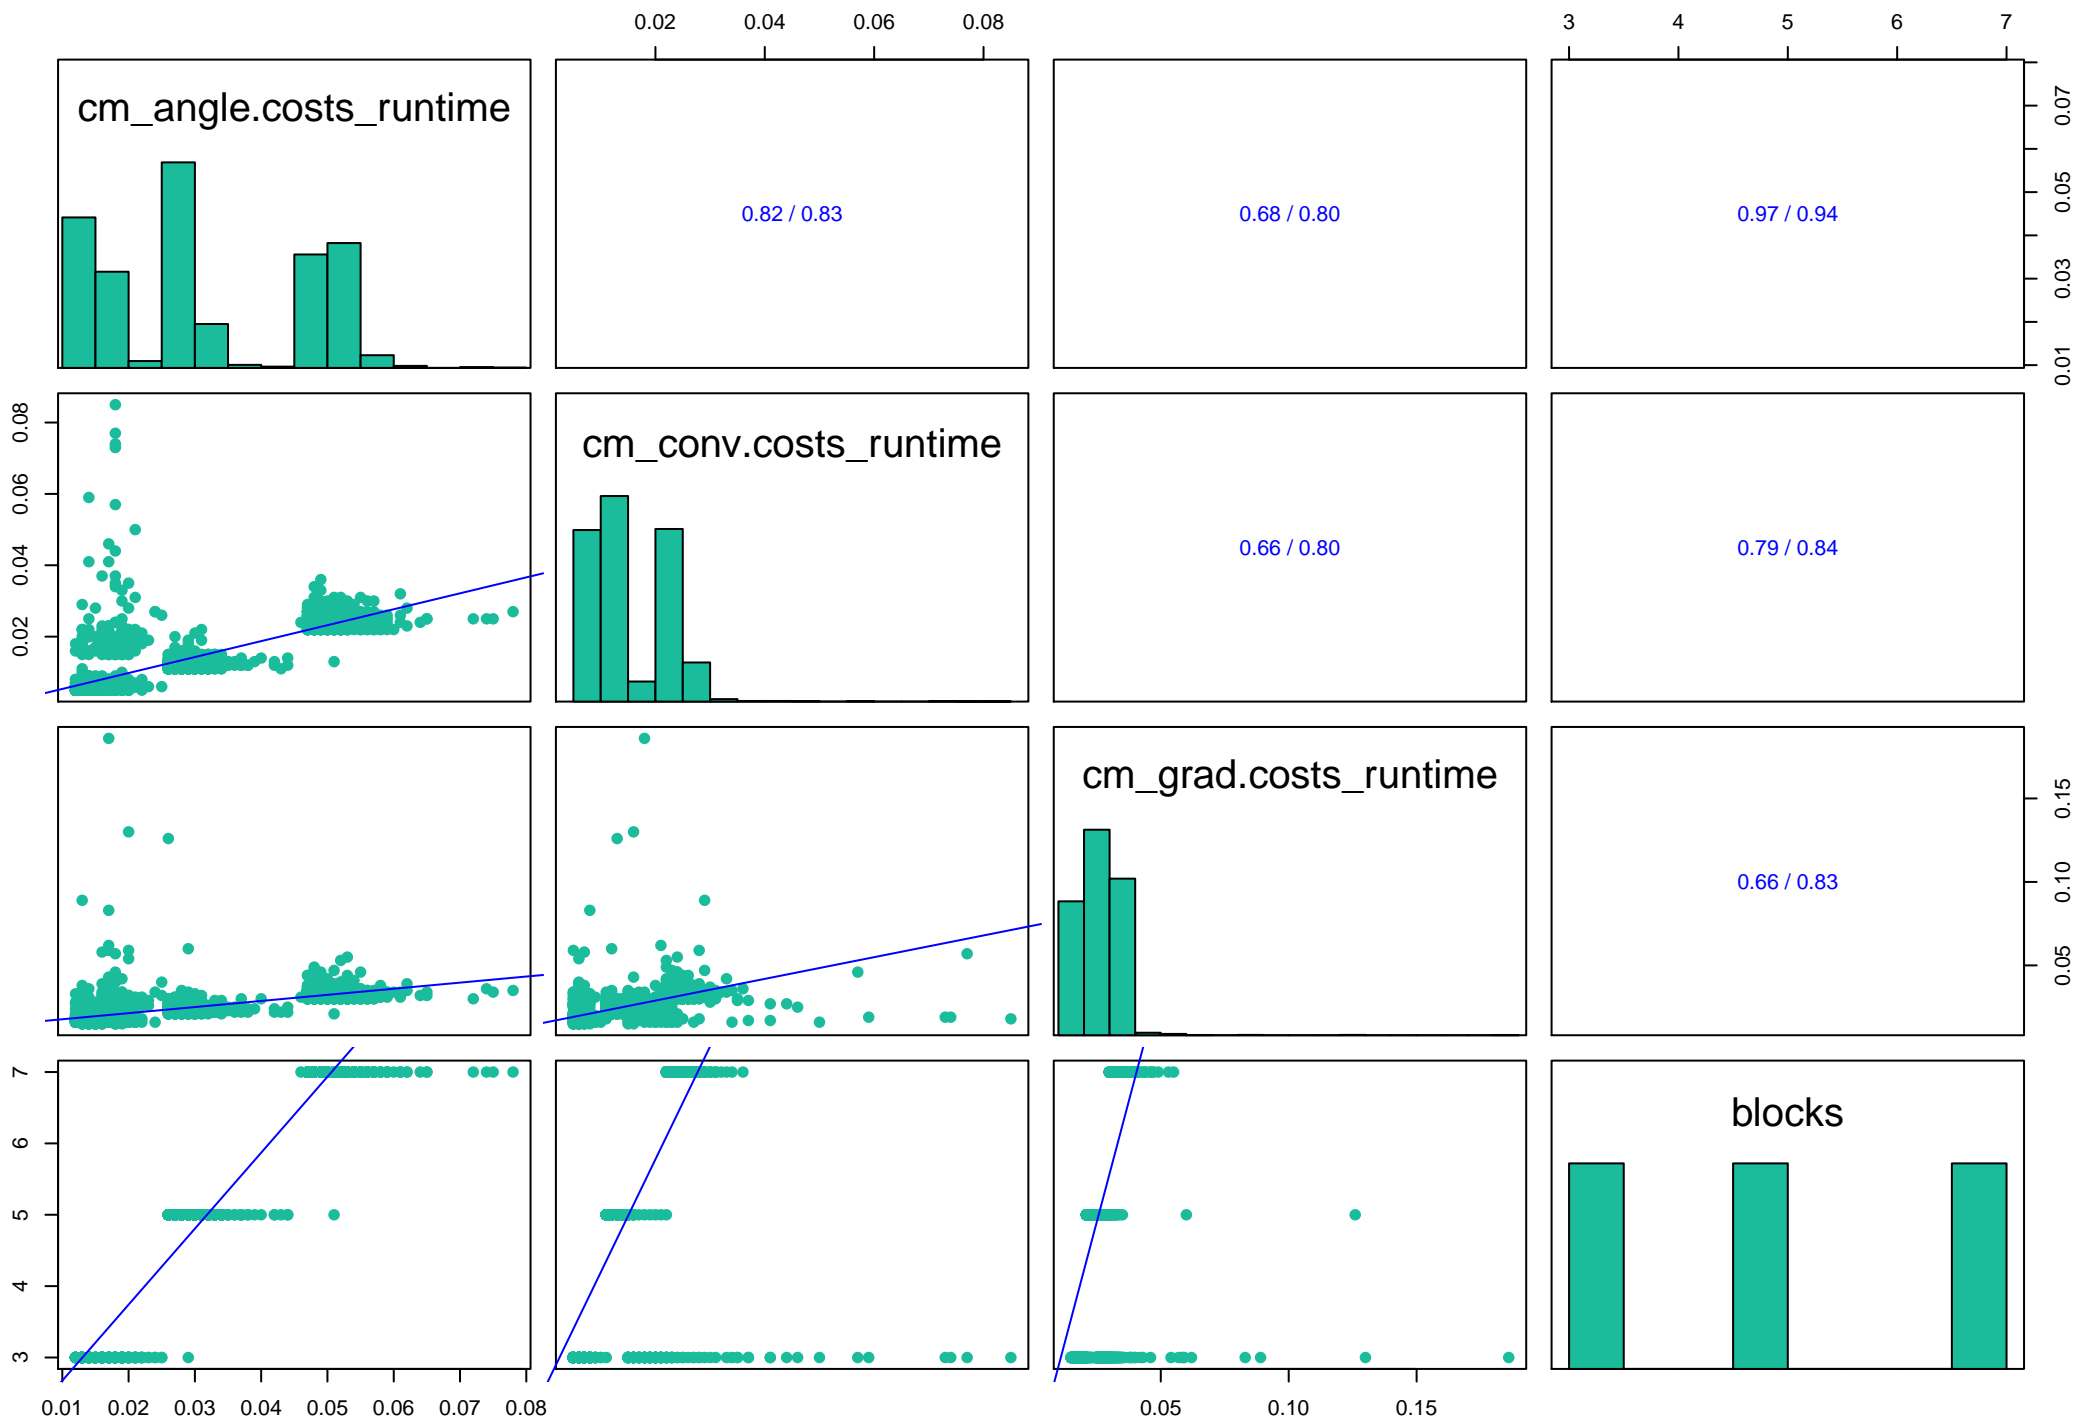 0.02 0.04 0.06 0.08
3 4 5 6 7
cm_angle.costs_runtime
0.82 / 0.83
0.68 / 0.80
0.97 / 0.94
0.01 0.03 0.05 0.07
0.02 0.04 0.06 0.08
cm_conv.costs_runtime
0.66 / 0.80
0.79 / 0.84
cm_grad.costs_runtime
0.66 / 0.83
0.05 0.10 0.15
3 4 5 6 7
blocks
0.01 0.02 0.03 0.04 0.05 0.06 0.07 0.08
0.05 0.10 0.15